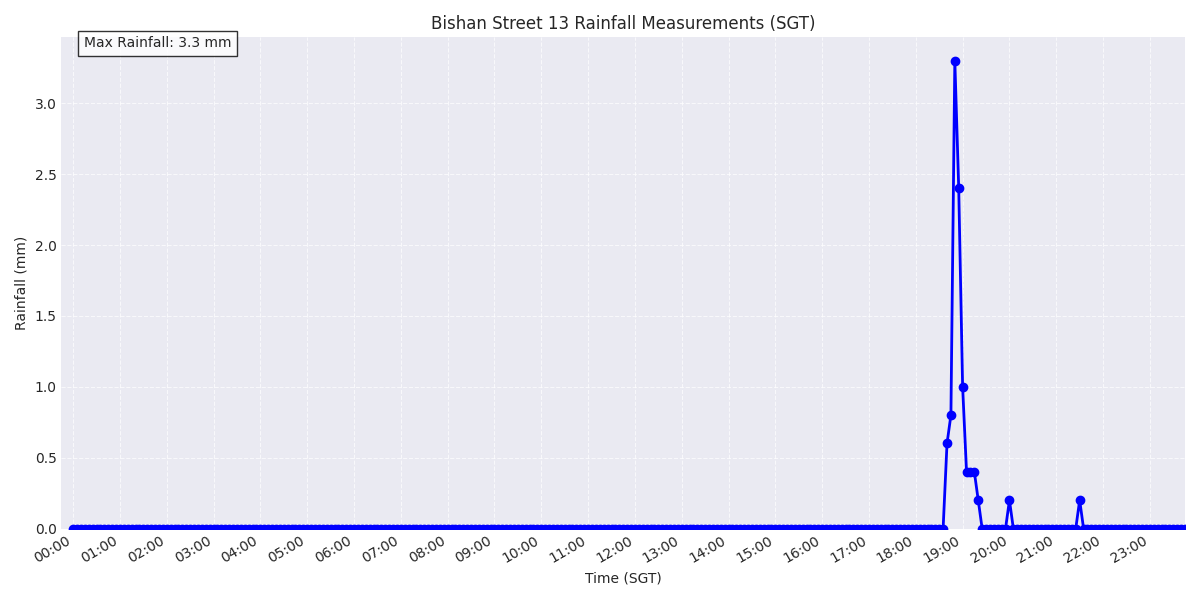 Bishan Street 13 Rainfall Measurements (SGT)
Max Rainfall: 3.3 mm
3.0
2.5
2.0
1.5
1.0
0.5
0.0
Rainfall (mm)
00:00 01:00 02:00 03:00 04:00 05:00 06:00 07:00 08:00 09:00 10:00 11:00 12:00 13:00 14:00 15:00 16:00 17:00 18:00 19:00 20:00 21:00 22:00 23:00
Time (SGT)